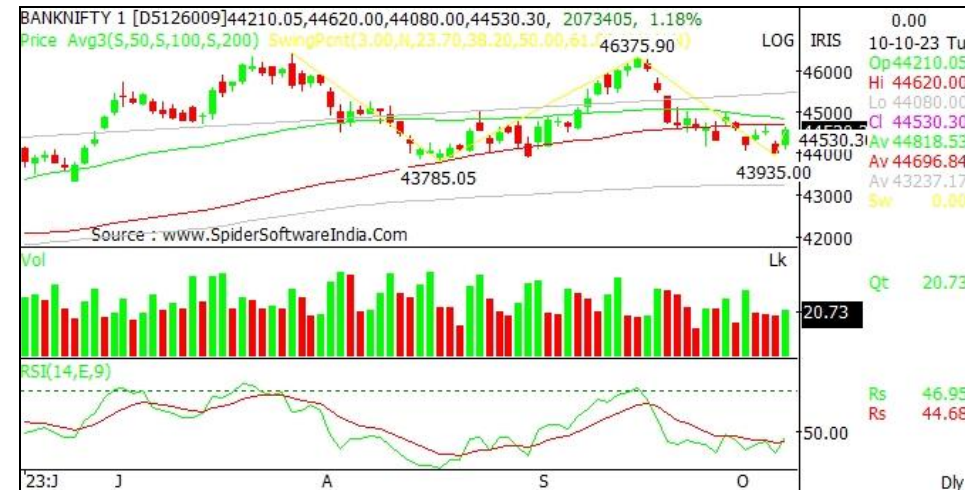 BANKNIFTY 1 [D5126009]44210.05,44620.00,44080.00,44530.30, 2073405, 1.18%
Price Avg3(S,50,S,100,S,200) SwingPcnt(3.00,N,23.70,38.20,50.00,61.
LOG
IRIS
0.00
10-10-23 Tu
Op44210.05
Hi 44620.00
Lo 44080.00
Cl 44530.30
Av 44818.53
Av 44696.84
Av 43237.17
Sw 0.00
46375.90
46000
45000
44530.30
44000
43785.05
43935.00
43000
42000
Source : www.SpiderSoftwareIndia.Com
Vol
Lk
Qt 20.73
20.73
RSI(14,E,9)
Rs 46.95
Rs 44.68
50.00
'23:J J A S O Dly